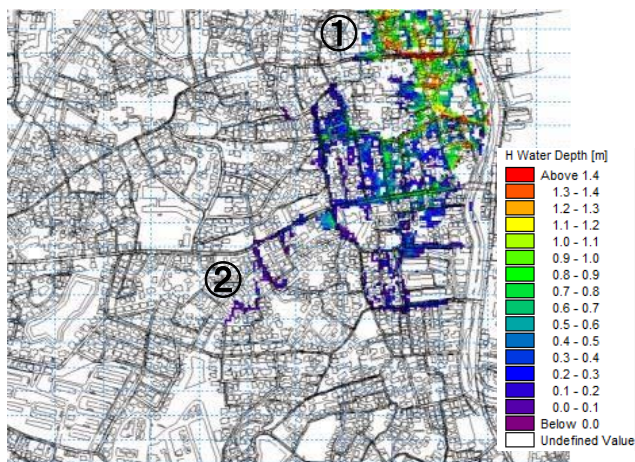 ①
②
H Water Depth [m]
Above 1.4
1.3 - 1.4
1.2 - 1.3
1.1 - 1.2
1.0 - 1.1
0.9 - 1.0
0.8 - 0.9
0.7 - 0.8
0.6 - 0.7
0.5 - 0.6
0.4 - 0.5
0.3 - 0.4
0.2 - 0.3
0.1 - 0.2
0.0 - 0.1
Below 0.0
Undefined Value